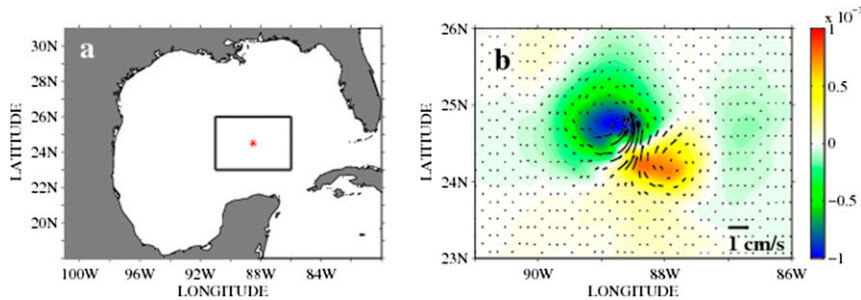 a
30N
28N
26N
24N
22N
20N
LATITUDE
100W 96W 92W 88W 84W
LONGITUDE
b
26N
25N
24N
23N
LATITUDE
90W 88W 86W
LONGITUDE
1 cm/s
1
0.5
0
−0.5
−1